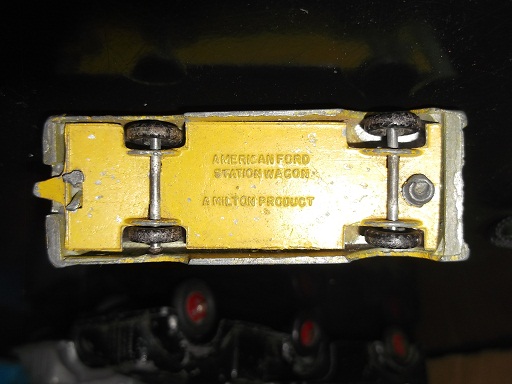 AMERICAN FORD
STATION WAGON
A MILTON PRODUCT